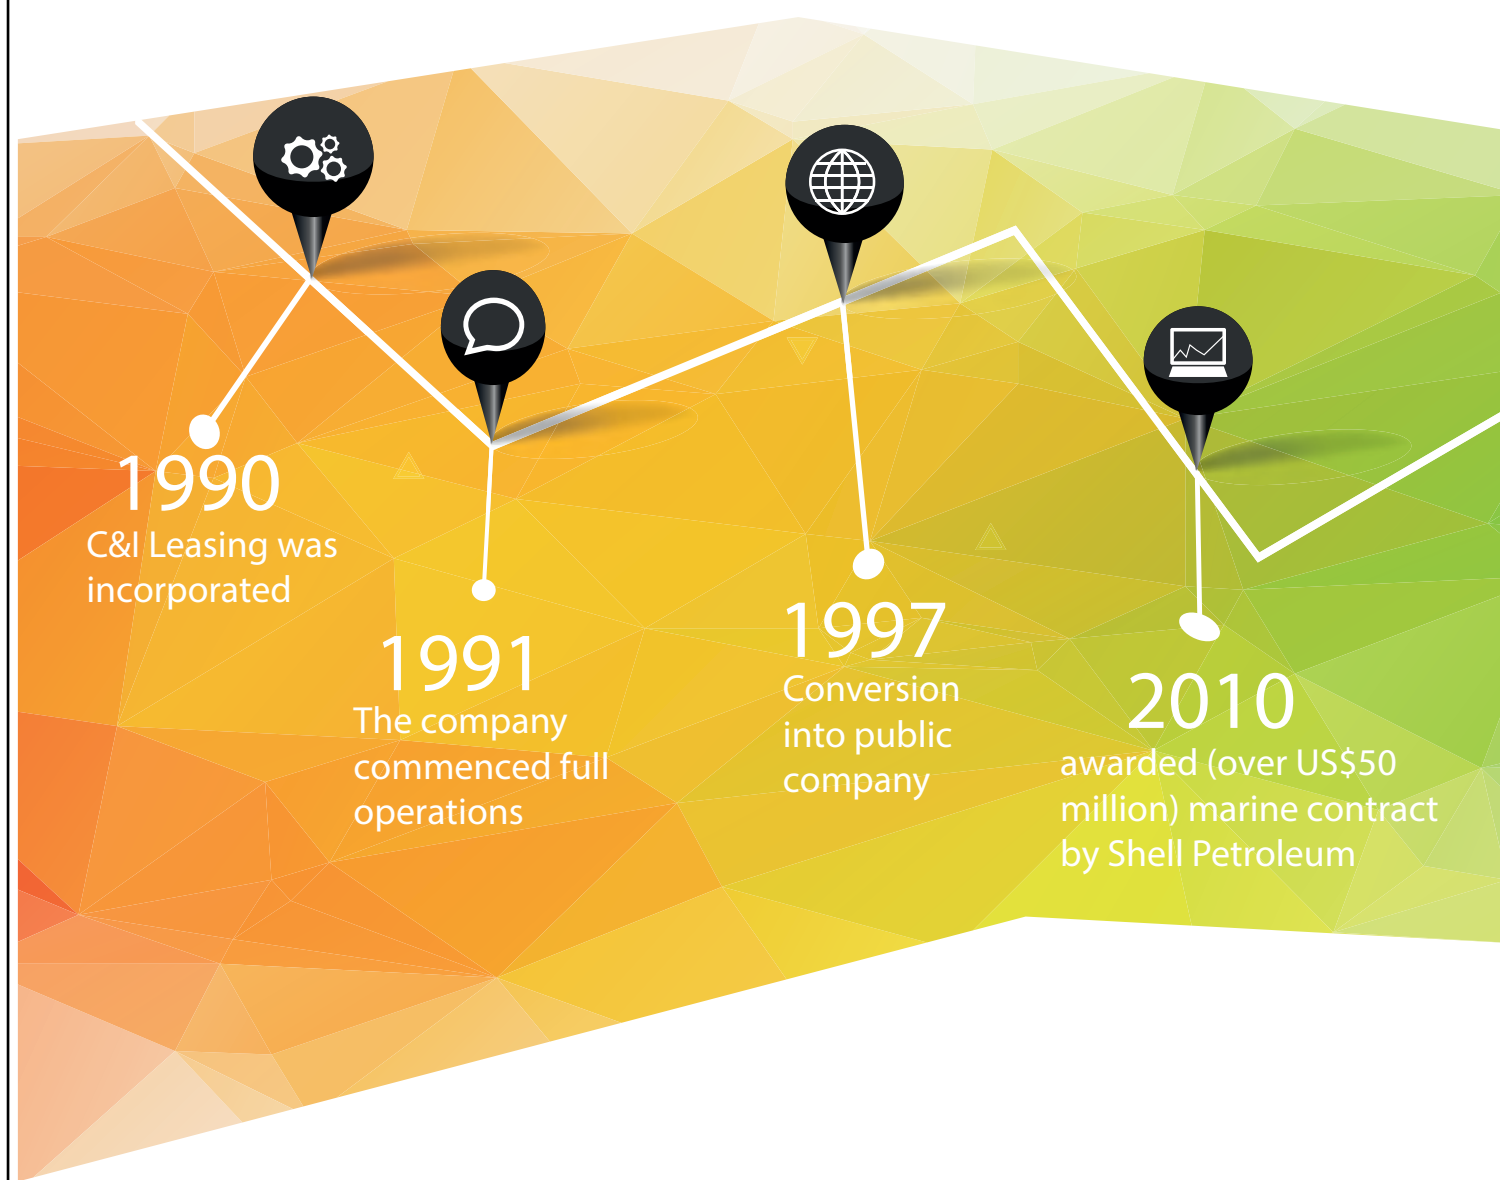 1990
C&I Leasing was
incorporated
1991
The company
commenced full
operations
1997
Conversion
into public
company
2010
awarded (over US$50
million) marine contract
by Shell Petroleum